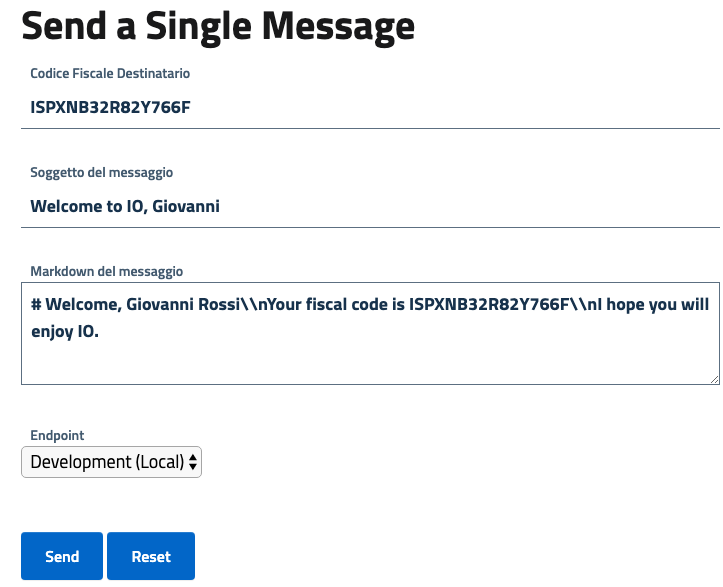 Send a Single Message
Codice Fiscale Destinatario
ISPXNB32R82Y766F
Soggetto del messaggio
Welcome to IO, Giovanni
Markdown del messaggio
# Welcome, Giovanni Rossi\\nYour fiscal code is ISPXNB32R82Y766F\\nI hope you will
enjoy IO.
Endpoint
Development (Local)
Send Reset